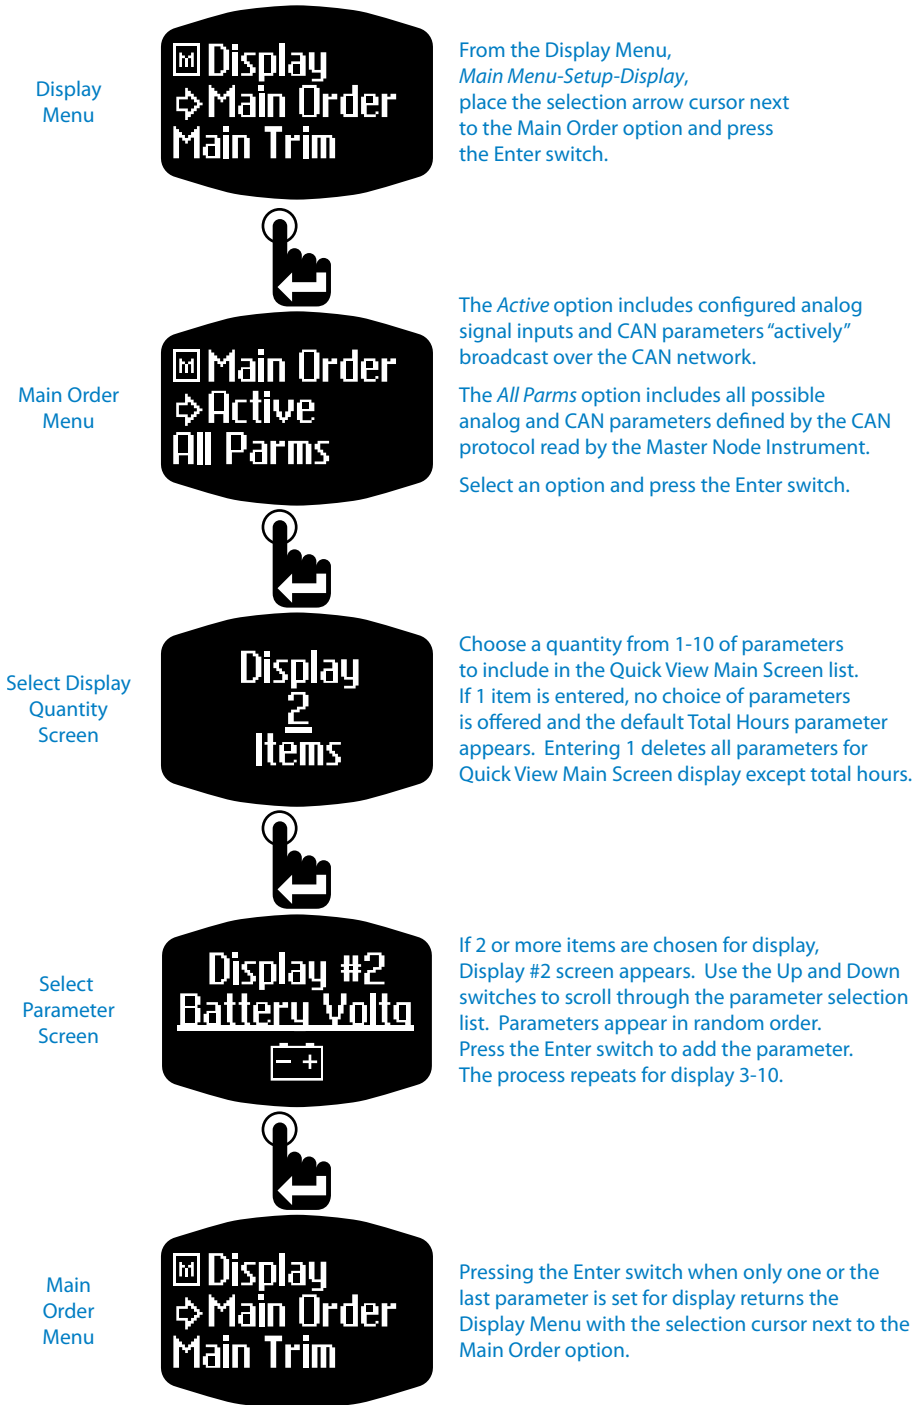 Display
Menu
M Display
Main Order
Main Trim
From the Display Menu,
Main Menu-Setup-Display,
place the selection arrow cursor next
to the Main Order option and press
the Enter switch.
Main Order
Menu
M Main Order
Active
All Parms
The Active option includes configured analog
signal inputs and CAN parameters “actively”
broadcast over the CAN network.
The All Parms option includes all possible
analog and CAN parameters defined by the CAN
protocol read by the Master Node Instrument.
Select an option and press the Enter switch.
Select Display
Quantity
Screen
Display
2
Items
Choose a quantity from 1-10 of parameters
to include in the Quick View Main Screen list.
If 1 item is entered, no choice of parameters
is offered and the default Total Hours parameter
appears. Entering 1 deletes all parameters for
Quick View Main Screen display except total hours.
Select
Parameter
Screen
Display #2
Battery Voltg
- +
If 2 or more items are chosen for display,
Display #2 screen appears. Use the Up and Down
switches to scroll through the parameter selection
list. Parameters appear in random order.
Press the Enter switch to add the parameter.
The process repeats for display 3-10.
Main
Order
Menu
M Display
Main Order
Main Trim
Pressing the Enter switch when only one or the
last parameter is set for display returns the
Display Menu with the selection cursor next to the
Main Order option.